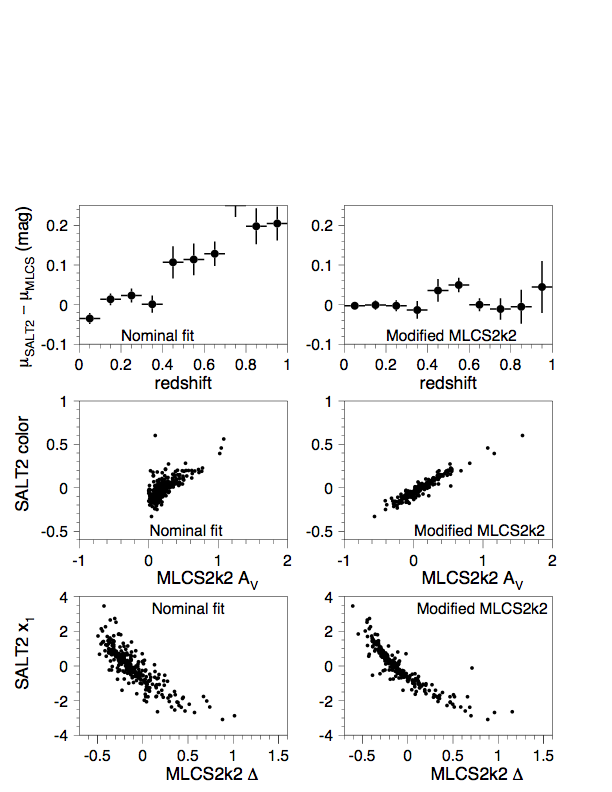 μSALT2 − μMLCS (mag)
0.2
0.1
0
-0.1
Nominal fit
0 0.2 0.4 0.6 0.8 1
redshift
0.2
0.1
0
-0.1
Modified MLCS2k2
0 0.2 0.4 0.6 0.8 1
redshift
SALT2 color
1
0.5
0
-0.5
Nominal fit
-1 0 1 2
MLCS2k2 AV
1
0.5
0
-0.5
Modified MLCS2k2
-1 0 1 2
MLCS2k2 AV
SALT2 x1
4
2
0
-2
-4
Nominal fit
-0.5 0 0.5 1 1.5
MLCS2k2 Δ
4
2
0
-2
-4
Modified MLCS2k2
-0.5 0 0.5 1 1.5
MLCS2k2 Δ